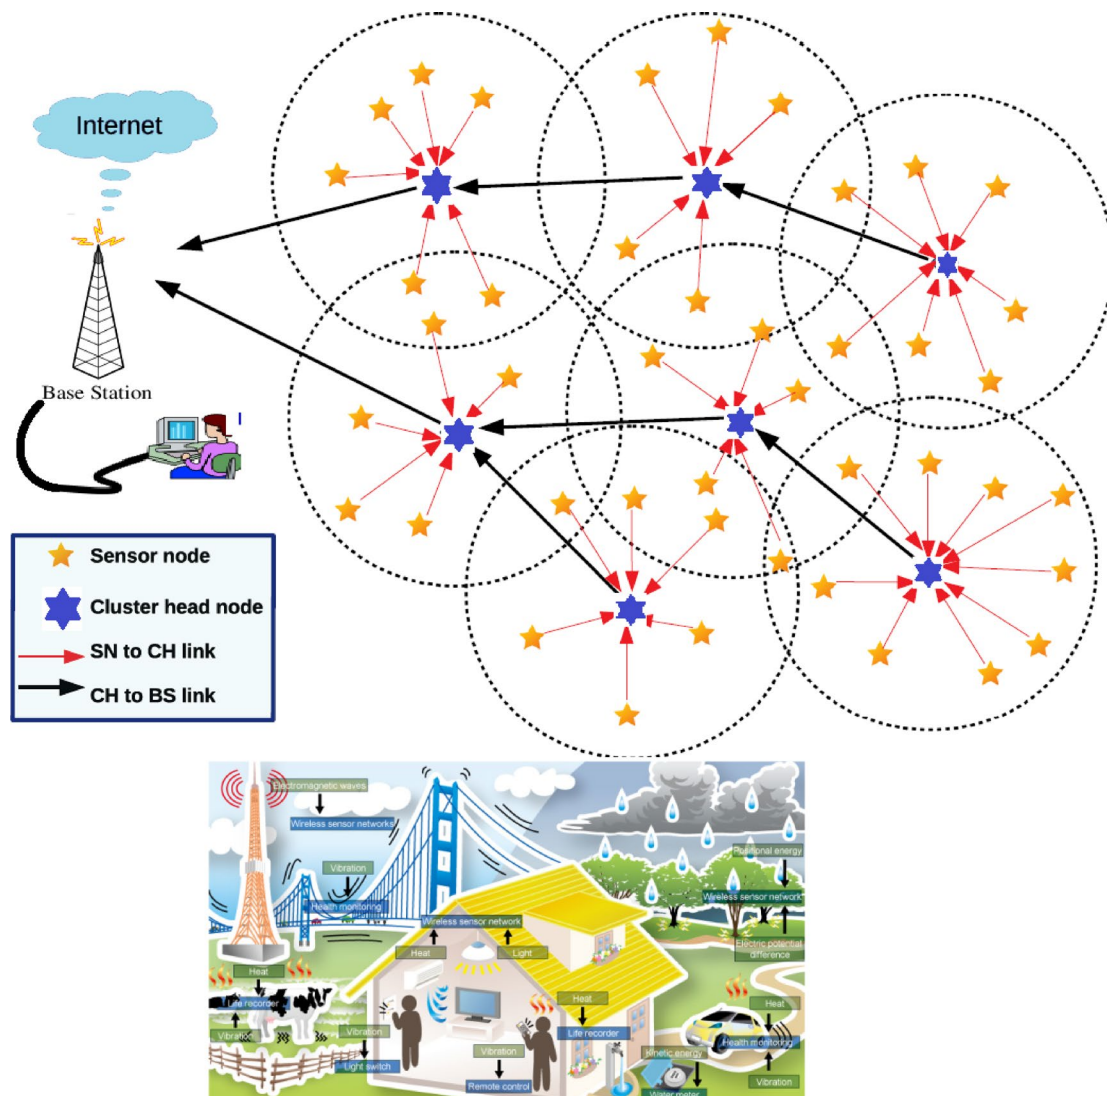 Internet
Base Station
Sensor node
Cluster head node
SN to CH link
CH to BS link
Electromagnetic waves
Wireless sensor networks
Vibration
Health monitoring
Positional energy
Wireless sensor network
Electric potential
difference
Wireless sensor network
Heat
Light
Heat
Life recorder
Vibration
Vibration
Light switch
Vibration
Remote control
Heat
Life recorder
Kinetic energy
Water meter
Heat
Health monitoring
Vibration